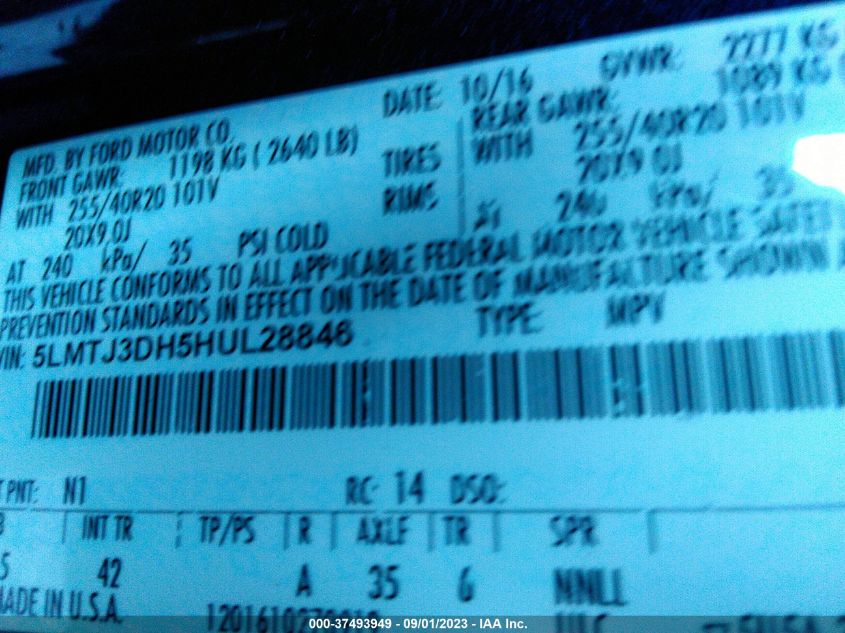 MFD. BY FORD MOTOR CO. DATE: 10/16 GVWR: 2777 KG
FRONT GAWR: 1198 KG ( 2640 LB) REAR GAWR: 1089 KG
WITH 255/40R20 101V TIRES WITH 255/40R20 101V
20X9.0J RIMS 20X9.0J
AT 240 kPa/ 35 PSI COLD 240 kPa/ 35
THIS VEHICLE CONFORMS TO ALL APPLICABLE FEDERAL MOTOR VEHICLE SAFET
PREVENTION STANDARDS IN EFFECT ON THE DATE OF MANUFACTURE SHOWN A
VIN: 5LMTJ3DH5HUL28846 TYPE: MPV
PNT: N1 RC: 14 DSO:
INT TR TP/PS R AXLE TR SPR
42 A 35 6 NNLL
MADE IN U.S.A.
000-37493949 - 09/01/2023 - IAA Inc.